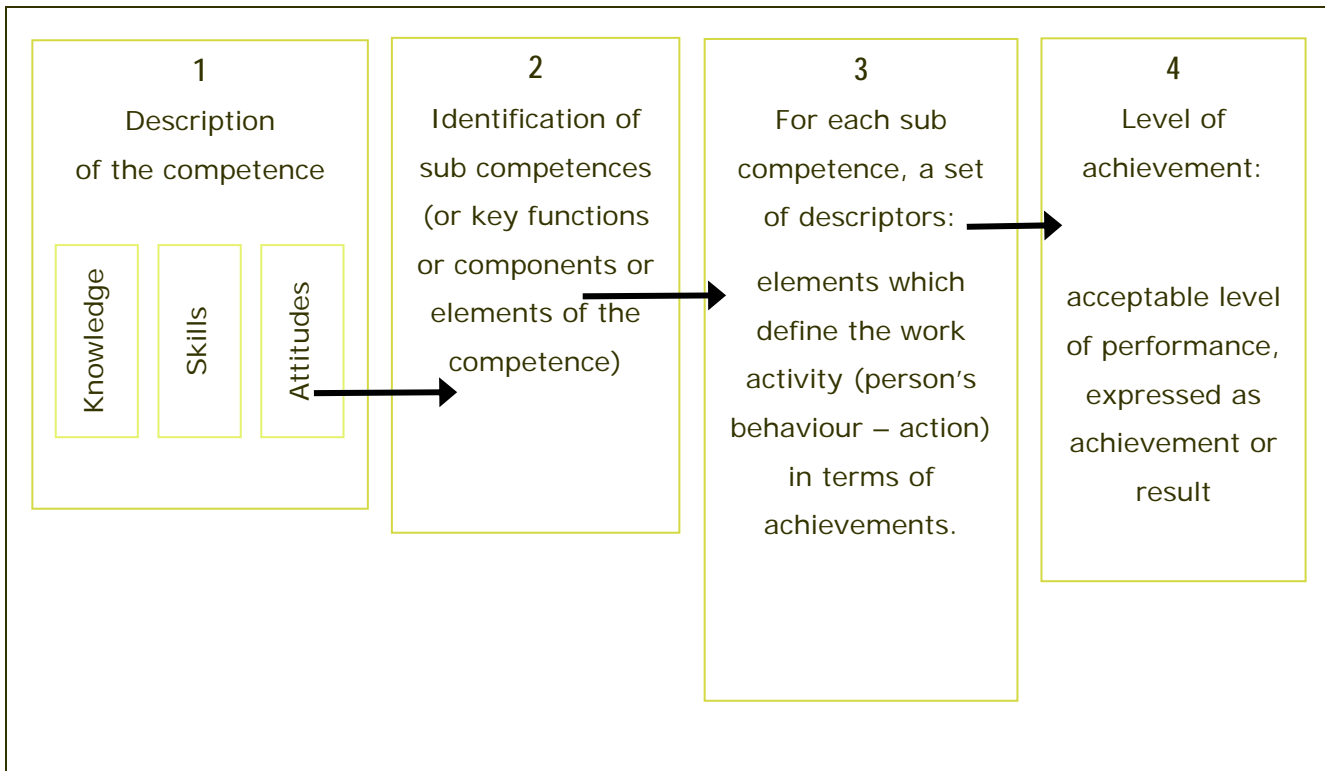 1
Description
of the competence
Knowledge
Skills
Attitudes
2
Identification of
sub competences
(or key functions
or components or
elements of the
competence)
3
For each sub
competence, a set
of descriptors:
elements which
define the work
activity (person's
behaviour – action)
in terms of
achievements.
4
Level of
achievement:
acceptable level
of performance,
expressed as
achievement or
result